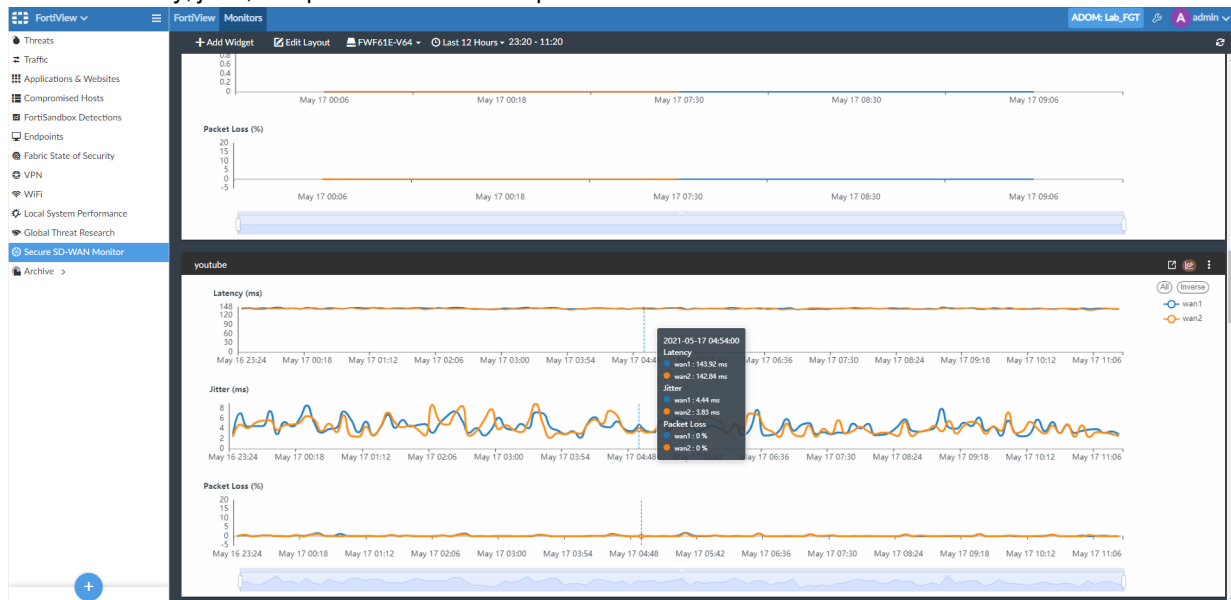 FortiView
FortiView Monitors
ADOM: Lab_FGT
A admin
Threats
Traffic
Applications & Websites
Compromised Hosts
FortiSandbox Detections
Endpoints
Fabric State of Security
VPN
WiFi
Local System Performance
Global Threat Research
Secure SD-WAN Monitor
Archive >
+
+ Add Widget Edit Layout FWF61E-V64 Last 12 Hours 23:20 - 11:20
0.8
0.6
0.4
0.2
0
May 17 00:06 May 17 00:18 May 17 07:30 May 17 08:30 May 17 09:06
Packet Loss (%)
20
15
10
5
0
-5
May 17 00:06 May 17 00:18 May 17 07:30 May 17 08:30 May 17 09:06
youtube
All Inverse
wan1
wan2
Latency (ms)
148
120
90
60
30
0
May 16 23:24 May 17 00:18 May 17 01:12 May 17 02:06 May 17 03:00 May 17 03:54 May 17 04:4 May 17 06:36 May 17 07:30 May 17 08:24 May 17 09:18 May 17 10:12 May 17 11:06
2021-05-17 04:54:00
Latency
wan1 : 143.92 ms
wan2 : 142.84 ms
Jitter
wan1 : 4.44 ms
wan2 : 3.83 ms
Packet Loss
wan1 : 0 %
wan2 : 0 %
Jitter (ms)
8
6
4
2
0
May 16 23:24 May 17 00:18 May 17 01:12 May 17 02:06 May 17 03:00 May 17 03:54 May 17 04:48 May 17 06:36 May 17 07:30 May 17 08:24 May 17 09:18 May 17 10:12 May 17 11:06
Packet Loss (%)
20
15
10
5
0
-5
May 16 23:24 May 17 00:18 May 17 01:12 May 17 02:06 May 17 03:00 May 17 03:54 May 17 04:48 May 17 05:42 May 17 06:36 May 17 07:30 May 17 08:24 May 17 09:18 May 17 10:12 May 17 11:06